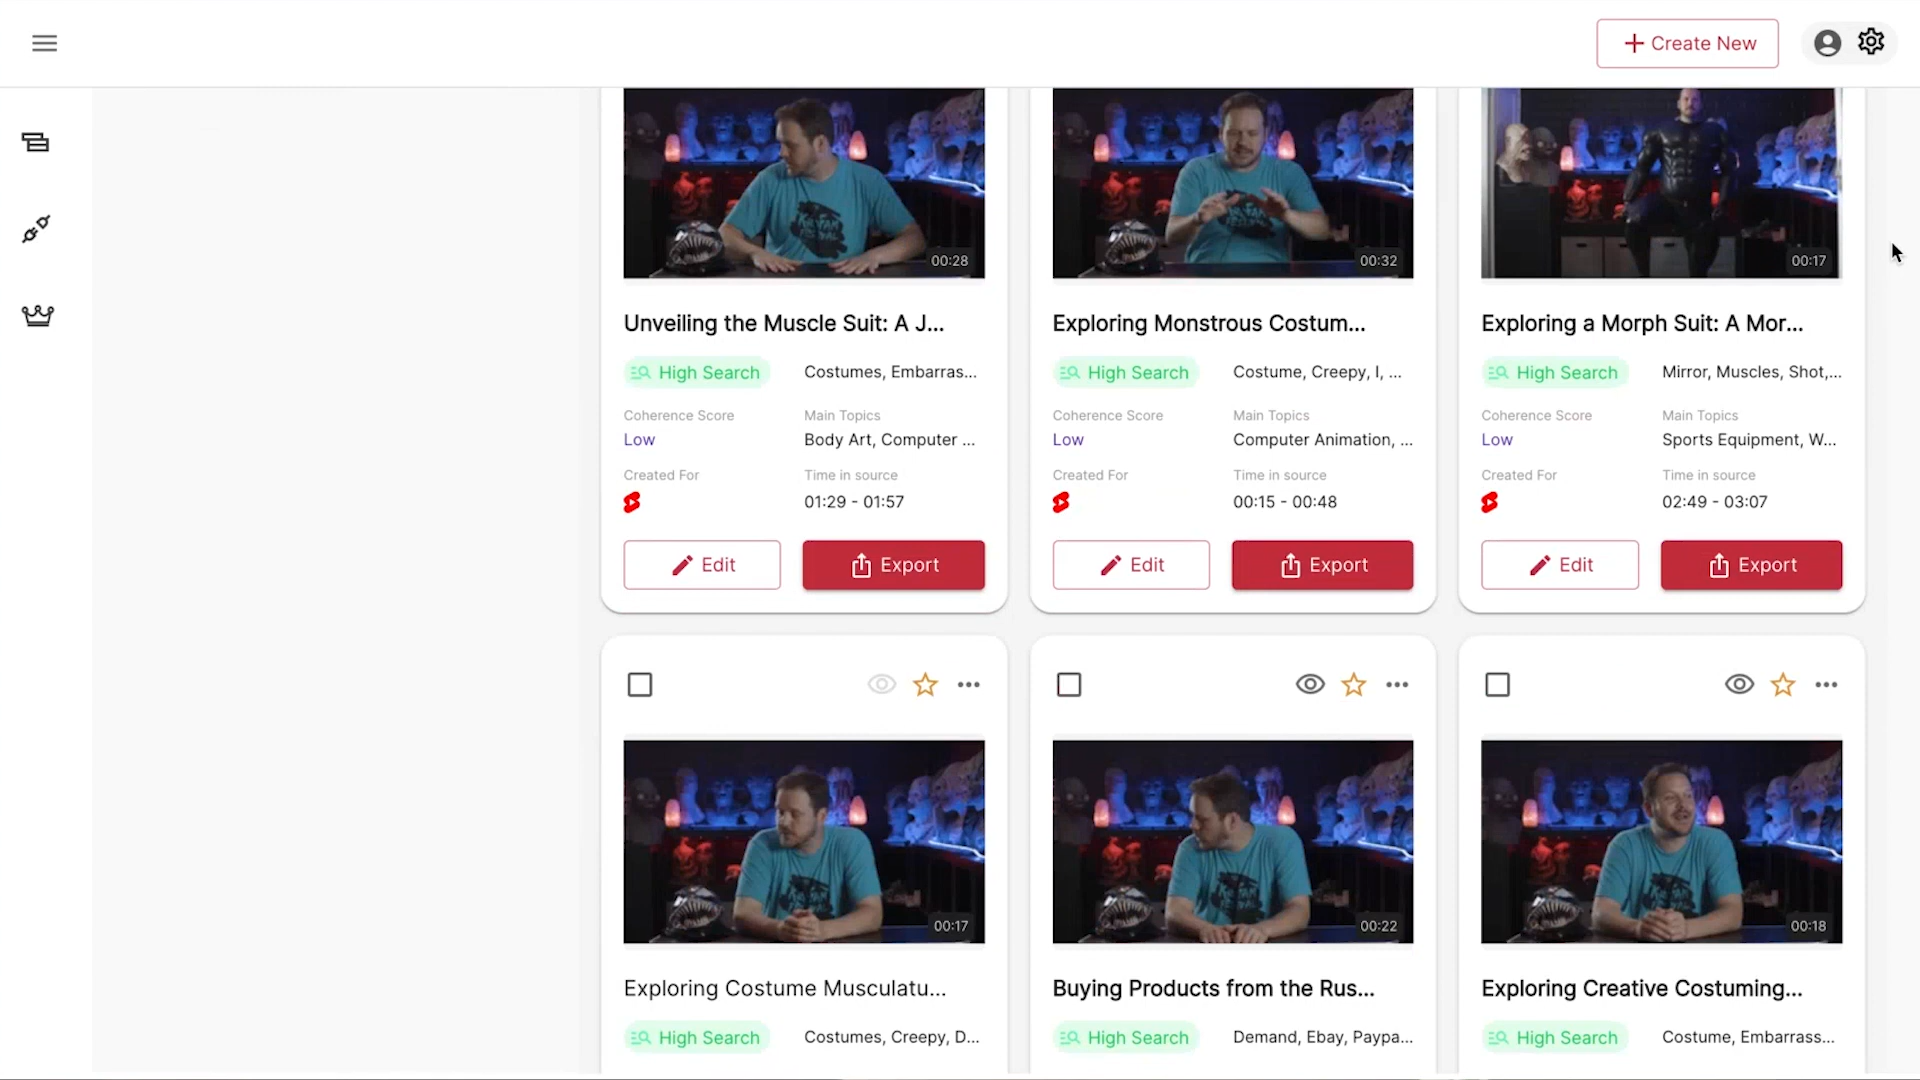 Create New
00:28
00:32
00:17
Unveiling the Muscle Suit: A J...
Exploring Monstrous Costum...
Exploring a Morph Suit: A Mor...
High Search
Costumes, Embarras...
High Search
Costume, Creepy, I, ...
High Search
Mirror, Muscles, Shot,...
Coherence Score
Main Topics
Coherence Score
Main Topics
Coherence Score
Main Topics
Low
Body Art, Computer ...
Low
Computer Animation, ...
Low
Sports Equipment, W...
Created For
Time in source
Created For
Time in source
Created For
Time in source
01:29 - 01:57
00:15 - 00:48
02:49 - 03:07
Edit
Export
Edit
Export
Edit
Export
00:17
00:22
00:18
Exploring Costume Musculatu...
Buying Products from the Rus...
Exploring Creative Costuming...
High Search
Costumes, Creepy, D...
High Search
Demand, Ebay, Paypa...
High Search
Costume, Embarrass...